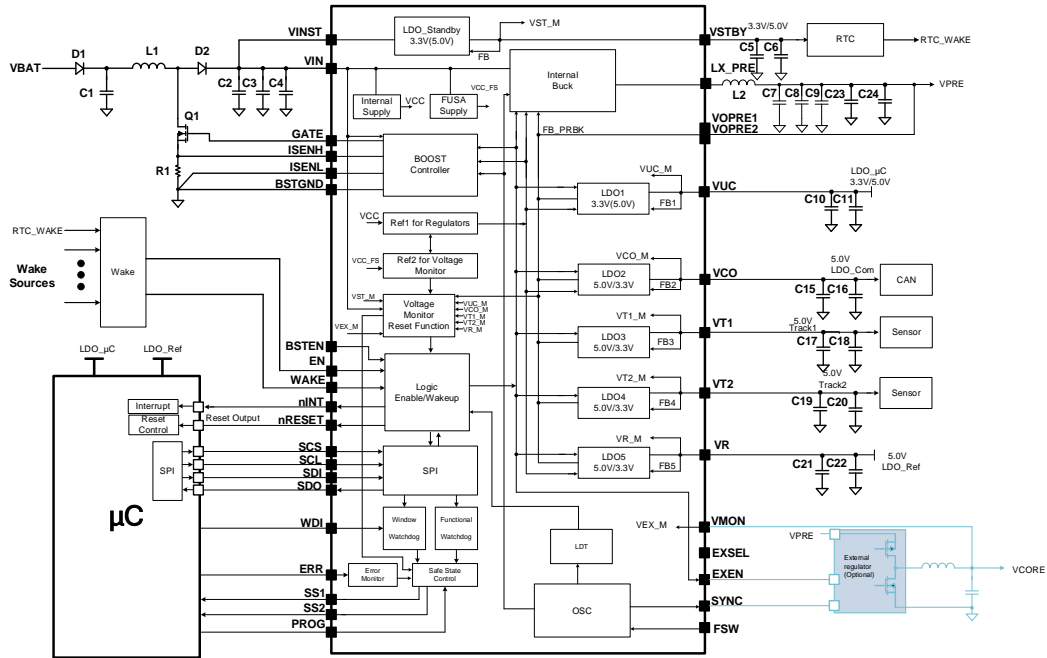 VBAT
D1
L1
D2
C1
C2
C3
C4
Q1
R1
VINST
VIN
GATE
ISENH
ISENL
BSTGND
LDO_Standby
3.3V(5.0V)
VST_M
FB
Internal
Supply
VCC
FUSA
Supply
VCC_FS
Internal
Buck
FB_PRBK
BOOST
Controller
VSTBY
3.3V/5.0V
C5
C6
RTC
RTC_WAKE
LX_PRE
L2
C7
C8
C9
C23
C24
VPRE
VOPRE1
VOPRE2
VCC
Ref1 for Regulators
VCC_FS
Ref2 for Voltage
Monitor
VST_M
VEX_M
Voltage
Monitor
Reset Function
VUC_M
VCO_M
VT1_M
VT2_M
VR_M
LDO1
3.3V(5.0V)
VUC_M
FB1
VUC
C10
C11
LDO_µC
3.3V/5.0V
LDO2
5.0V/3.3V
VCO_M
FB2
VCO
5.0V
LDO_Com
C15
C16
CAN
LDO3
5.0V/3.3V
VT1_M
FB3
VT1
5.0V
Track1
C17
C18
Sensor
LDO4
5.0V/3.3V
VT2_M
FB4
VT2
5.0V
Track2
C19
C20
Sensor
LDO5
5.0V/3.3V
VR_M
FB5
VR
C21
C22
5.0V
LDO_Ref
RTC_WAKE
Wake
Sources
Wake
BSTEN
EN
WAKE
nINT
nRESET
SCS
SCL
SDI
SDO
WDI
ERR
SS1
SS2
PROG
Logic
Enable/Wakeup
SPI
Window
Watchdog
Functional
Watchdog
Error
Monitor
Safe State
Control
LDT
OSC
LDO_µC
LDO_Ref
Interrupt
Reset
Control
Reset Output
SPI
µC
VEX_M
VMON
EXSEL
EXEN
SYNC
FSW
VPRE
External
regulator
(Optional)
VCORE